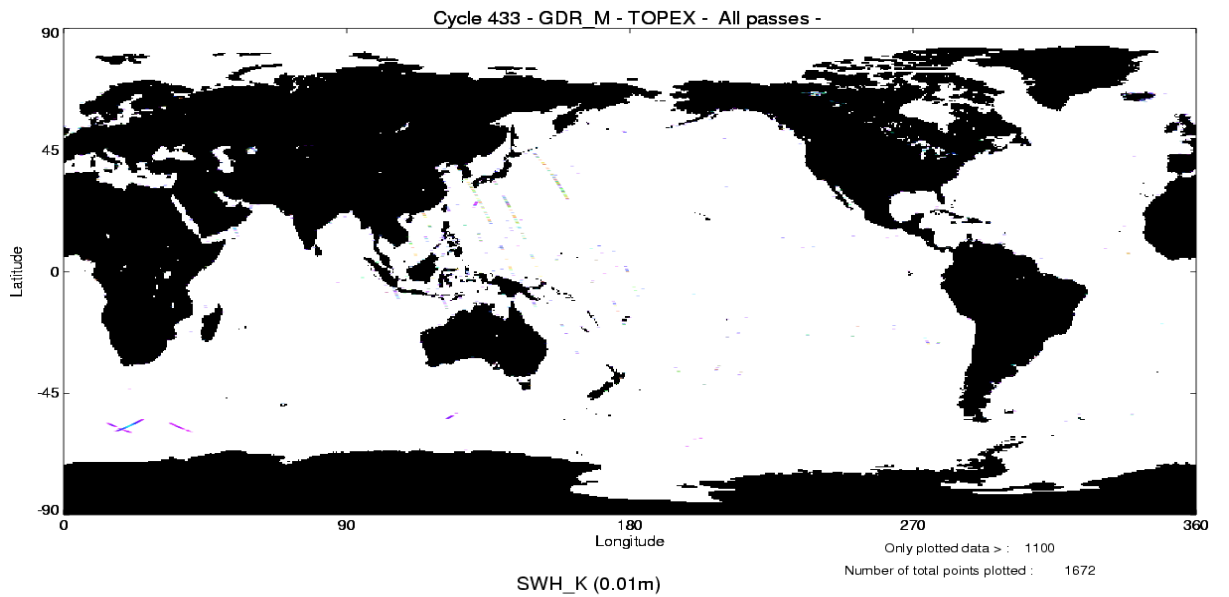 Cycle 433 - GDR_M - TOPEX - All passes -
90
45
0
-45
-90
Latitude
0 90 180 270 360
Longitude
Only plotted data > : 1100
Number of total points plotted : 1672
SWH_K (0.01m)